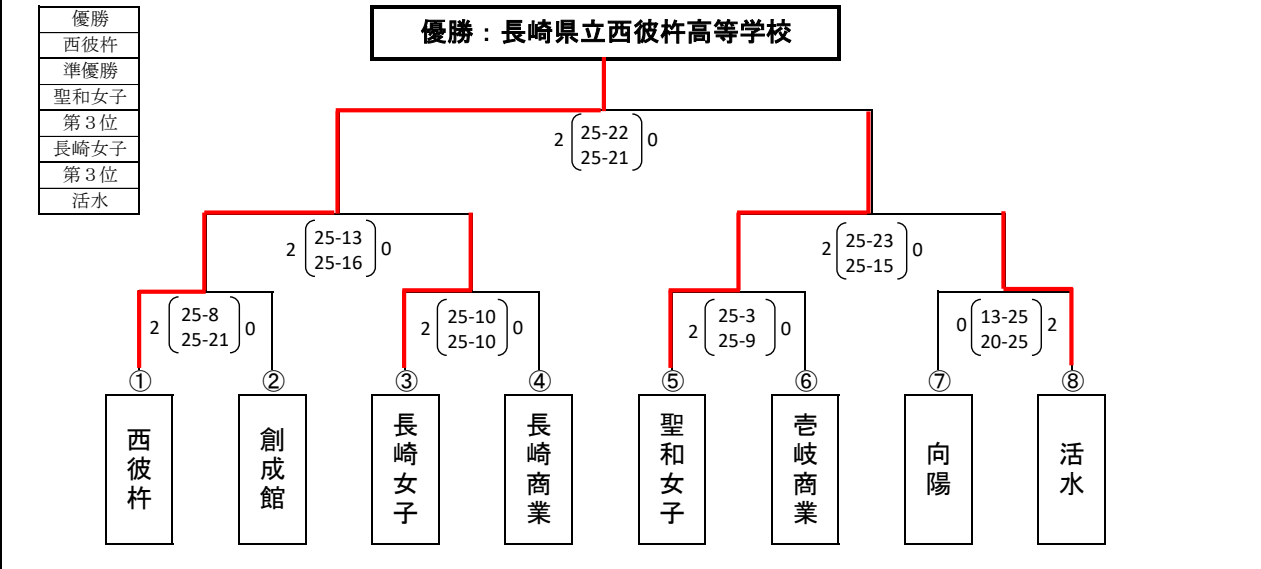 優勝
西彼杵
準優勝
聖和女子
第３位
長崎女子
第３位
活水
優勝：長崎県立西彼杵高等学校
2 25-22 0
25-21
2 25-13 0
25-16
2 25-23 0
25-15
2 25-8 0
25-21
2 25-10 0
25-10
2 25-3 0
25-9
0 13-25 2
20-25
① ② ③ ④ ⑤ ⑥ ⑦ ⑧
西彼杵
創成館
長崎女子
長崎商業
聖和女子
壱岐商業
向陽
活水